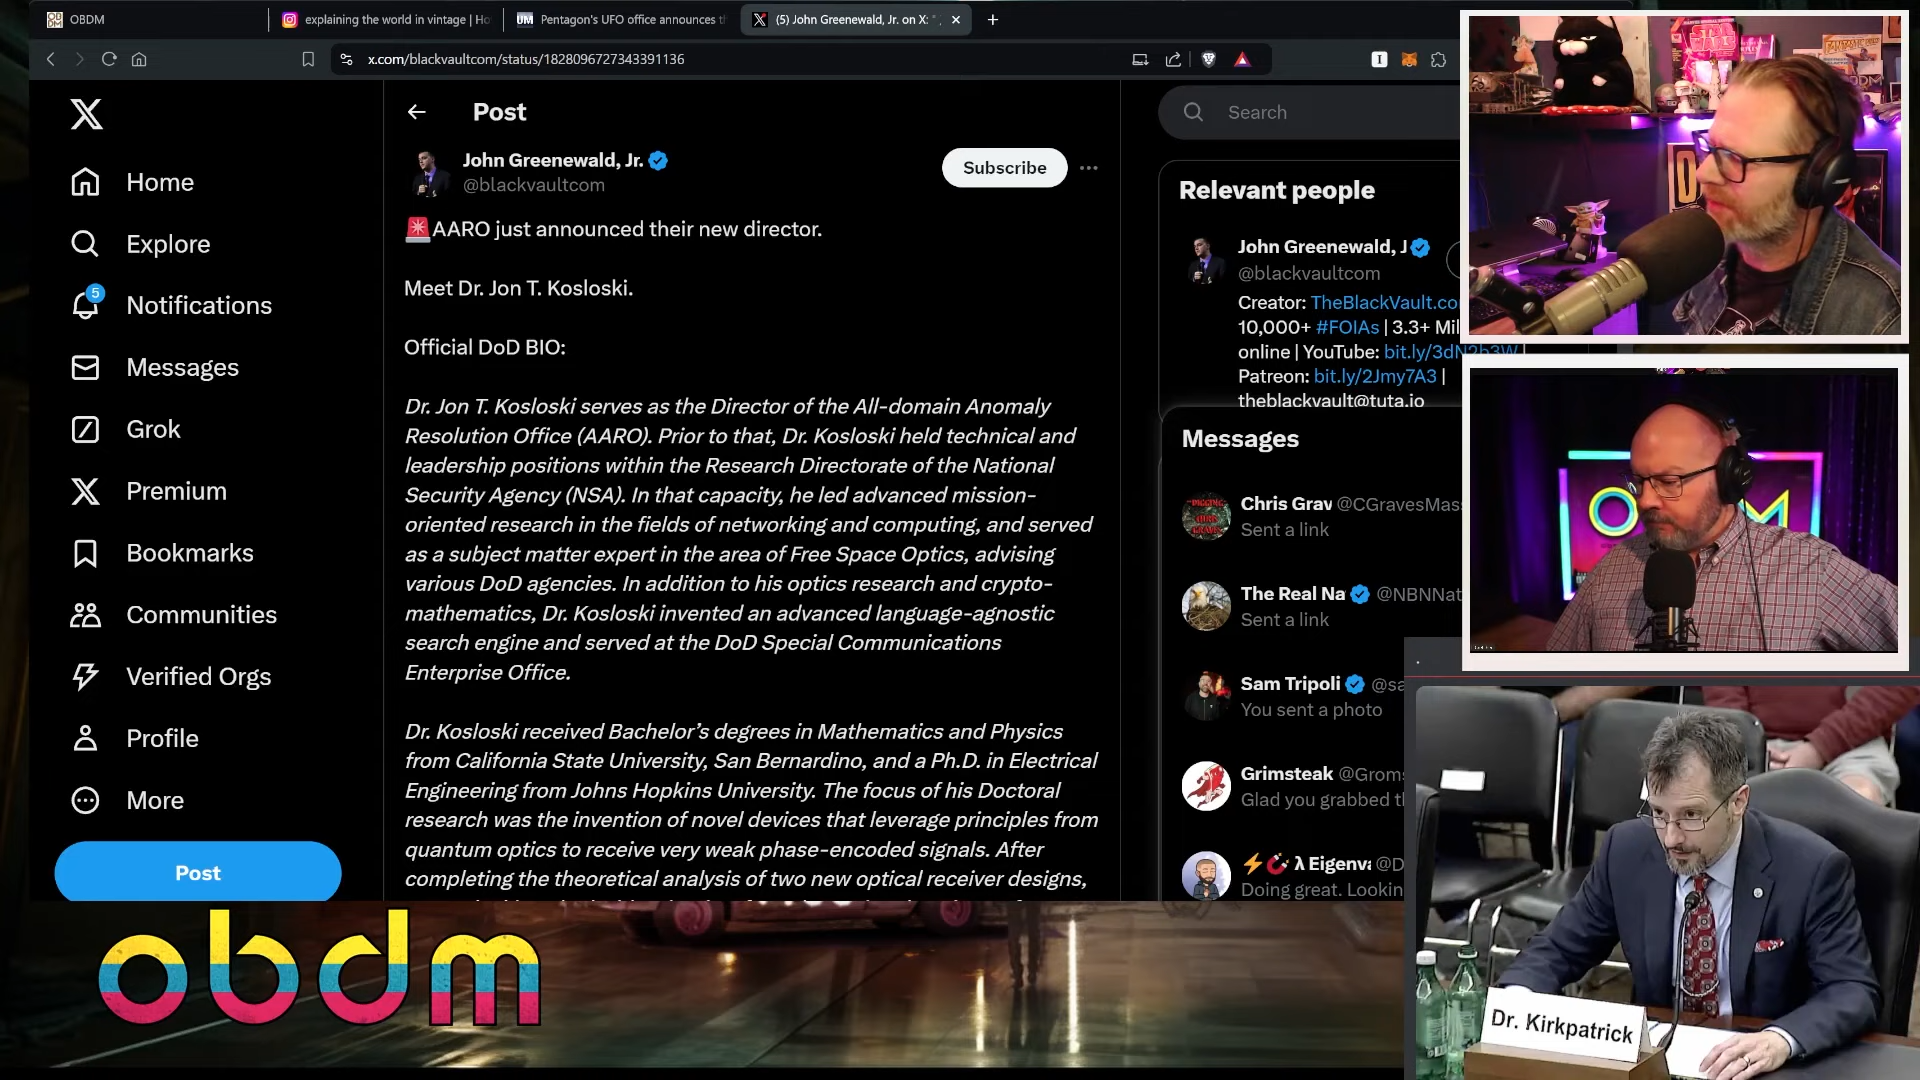 OBDM
explaining the world in vintage | Ho
UM Pentagon's UFO office announces t
(5) John Greenewald, Jr. on X: "
x.com/blackvaultcom/status/1828096727343391136
Home
Explore
5
Notifications
Messages
Grok
Premium
Bookmarks
Communities
Verified Orgs
Profile
More
Post
Post
John Greenewald, Jr.
@blackvaultcom
Subscribe
AARO just announced their new director.
Meet Dr. Jon T. Kosloski.
Official DoD BIO:
Dr. Jon T. Kosloski serves as the Director of the All-domain Anomaly
Resolution Office (AARO). Prior to that, Dr. Kosloski held technical and
leadership positions within the Research Directorate of the National
Security Agency (NSA). In that capacity, he led advanced mission-
oriented research in the fields of networking and computing, and served
as a subject matter expert in the area of Free Space Optics, advising
various DoD agencies. In addition to his optics research and crypto-
mathematics, Dr. Kosloski invented an advanced language-agnostic
search engine and served at the DoD Special Communications
Enterprise Office.
Dr. Kosloski received Bachelor’s degrees in Mathematics and Physics
from California State University, San Bernardino, and a Ph.D. in Electrical
Engineering from Johns Hopkins University. The focus of his Doctoral
research was the invention of novel devices that leverage principles from
quantum optics to receive very weak phase-encoded signals. After
completing the theoretical analysis of two new optical receiver designs,
Search
Relevant people
John Greenewald, J
@blackvaultcom
Creator: TheBlackVault.co
10,000+ #FOIAs | 3.3+ Mil
online | YouTube: bit.ly/3dN2b3W |
Patreon: bit.ly/2Jmy7A3 |
theblackvault@tuta.io
Messages
Chris Grav @CGravesMas
Sent a link
The Real Na @NBNNat
Sent a link
Sam Tripoli @sa
You sent a photo
Grimsteak @Grom
Glad you grabbed t
λ Eigenva @D
Doing great. Lookin
STAR
WARS
OBDM
Dr. Kirkpatrick
obdm